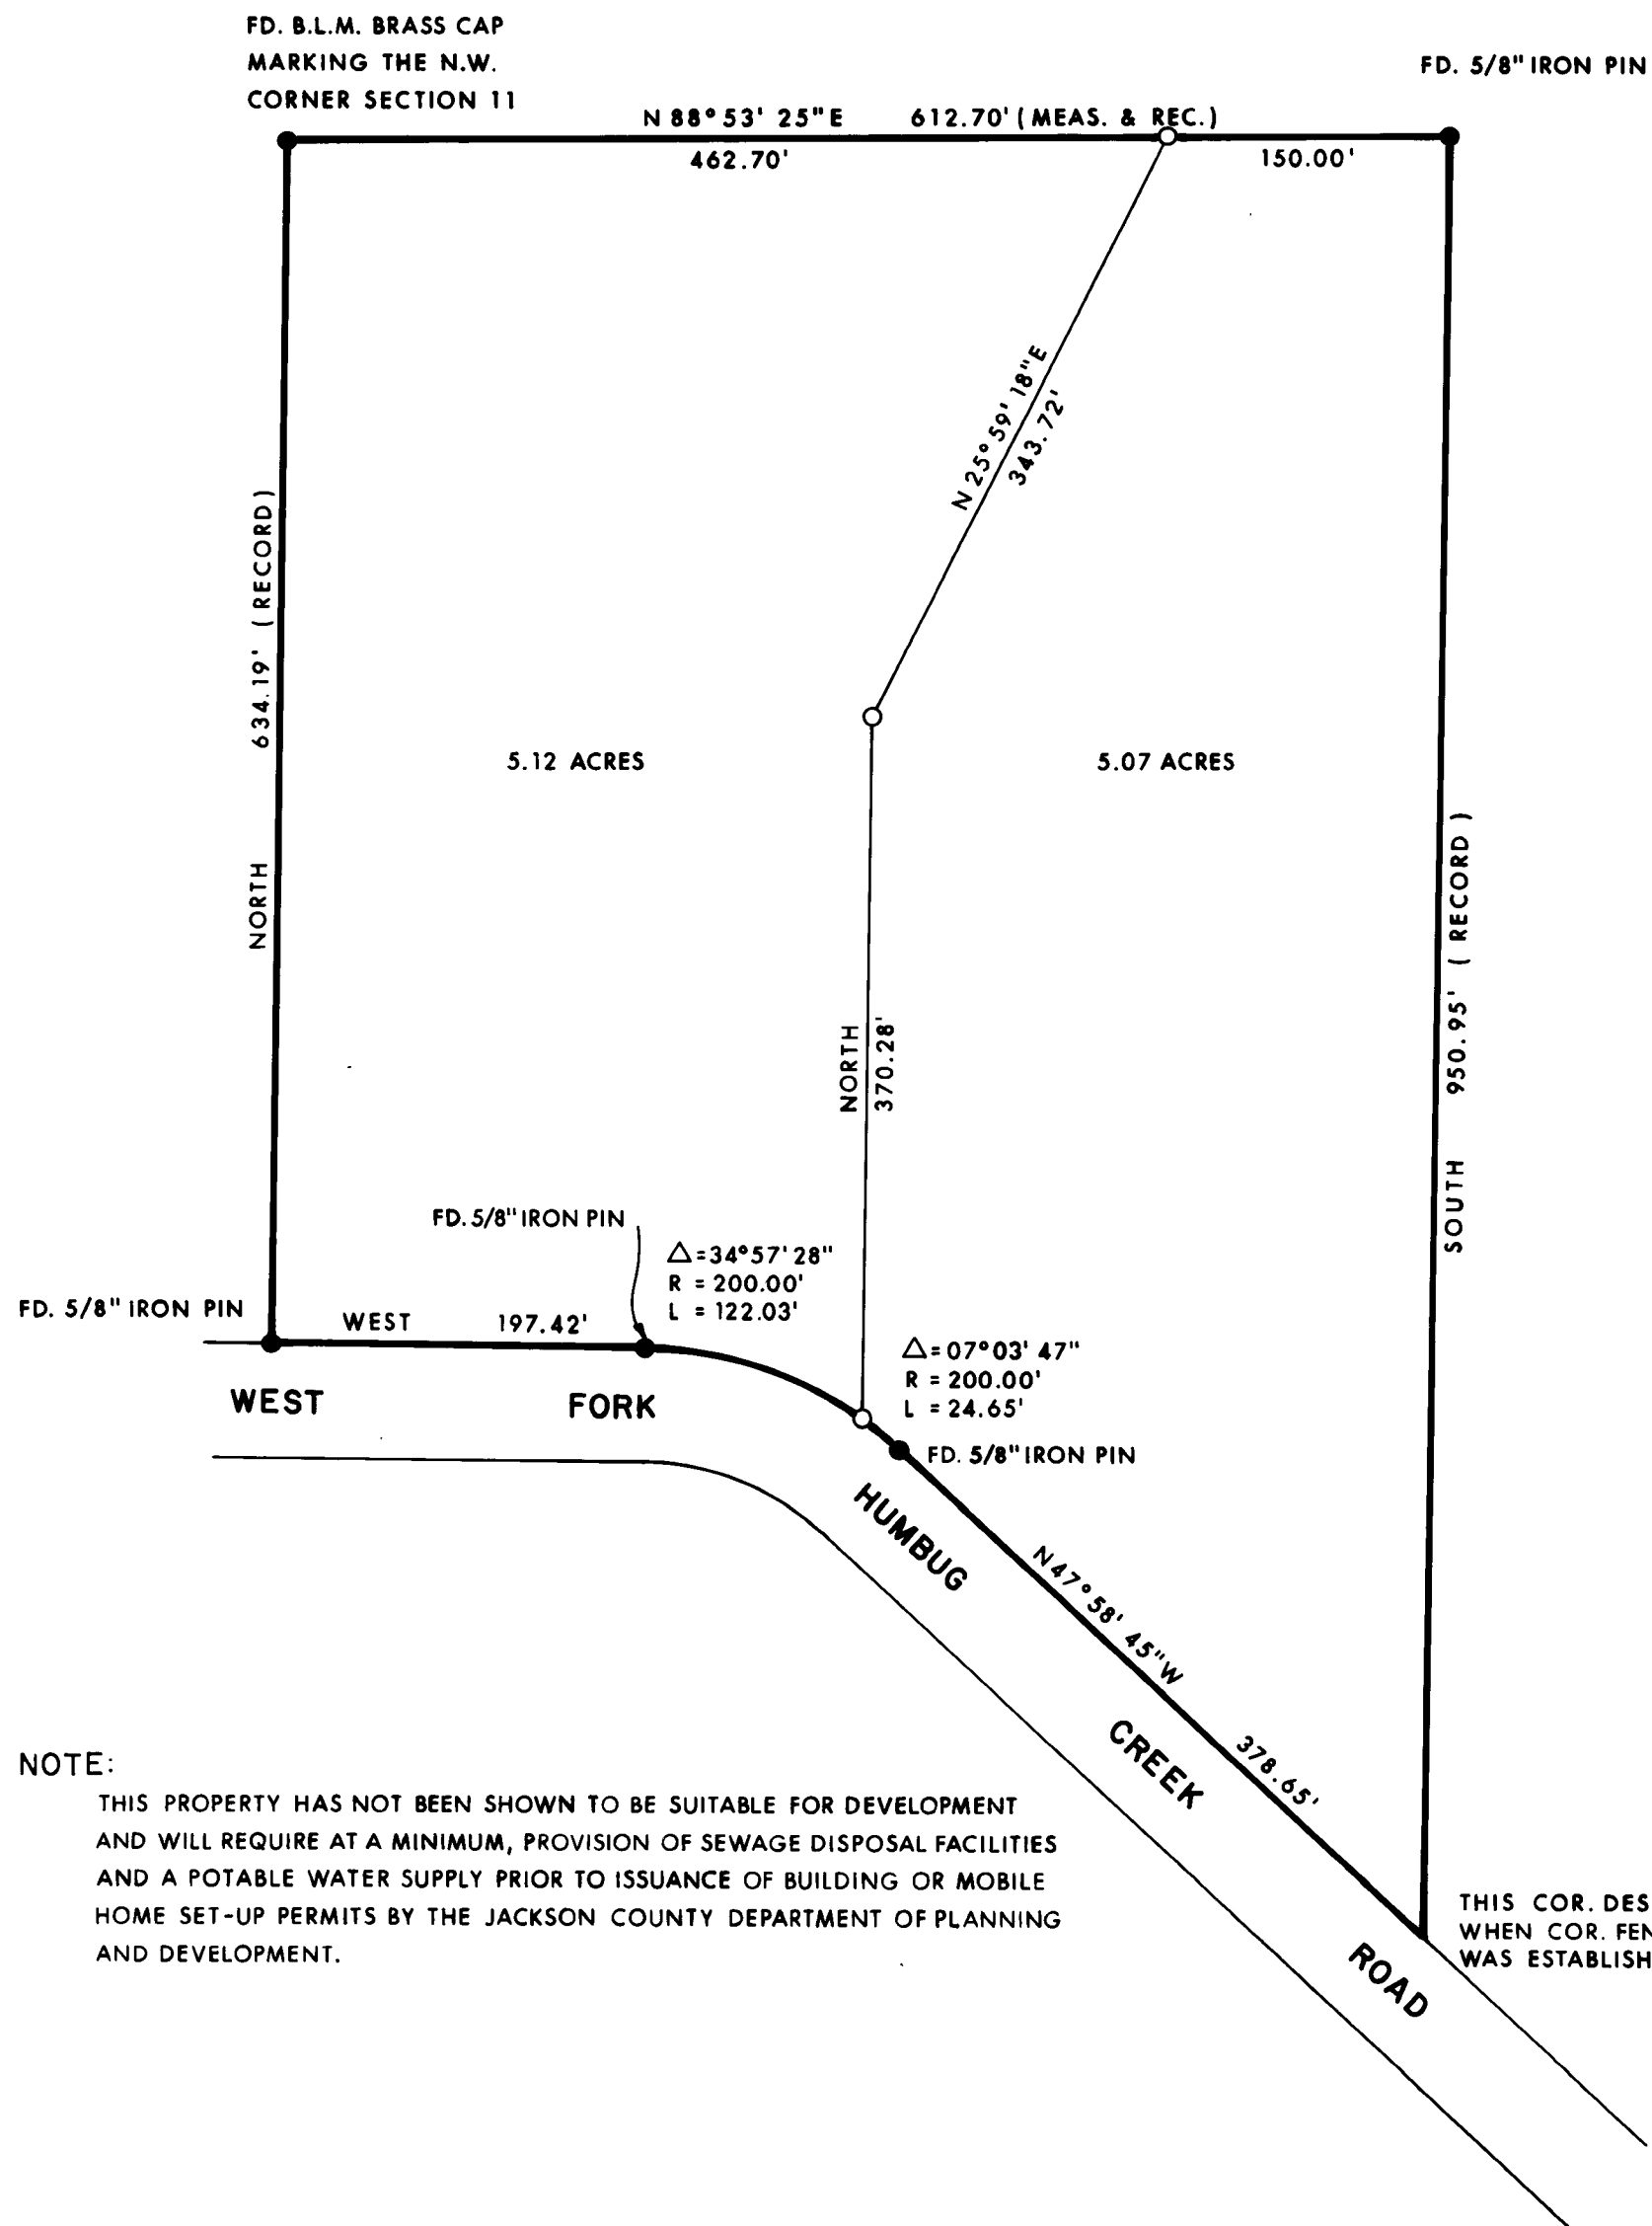 FD. B.L.M. BRASS CAP
MARKING THE N.W.
CORNER SECTION 11
FD. 5/8" IRON PIN
N 88° 53' 25" E 612.70' ( MEAS. & REC. )
462.70'
150.00'
N 25° 59' 18" E
343.72'
NORTH 634.19' ( RECORD )
5.12 ACRES
5.07 ACRES
NORTH
370.28'
SOUTH 950.95' ( RECORD )
FD. 5/8" IRON PIN
△ = 34° 57' 28"
R = 200.00'
L = 122.03'
FD. 5/8" IRON PIN
WEST 197.42'
△ = 07° 03' 47"
R = 200.00'
L = 24.65'
FD. 5/8" IRON PIN
WEST FORK HUMBUG CREEK ROAD
N 47° 58' 45" W 378.65'
NOTE:
THIS PROPERTY HAS NOT BEEN SHOWN TO BE SUITABLE FOR DEVELOPMENT
AND WILL REQUIRE AT A MINIMUM, PROVISION OF SEWAGE DISPOSAL FACILITIES
AND A POTABLE WATER SUPPLY PRIOR TO ISSUANCE OF BUILDING OR MOBILE
HOME SET-UP PERMITS BY THE JACKSON COUNTY DEPARTMENT OF PLANNING
AND DEVELOPMENT.
THIS COR. DES
WHEN COR. FEN
WAS ESTABLISH